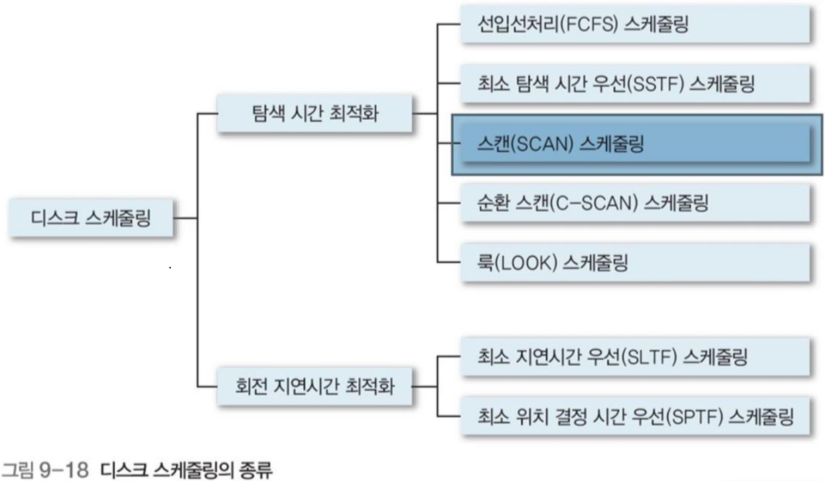 선입선처리(FCFS) 스케줄링
최소 탐색 시간 우선(SSTF) 스케줄링
탐색 시간 최적화
스캔(SCAN) 스케줄링
순환 스캔(C-SCAN) 스케줄링
디스크 스케줄링
룩(LOOK) 스케줄링
최소 지연시간 우선(SLTF) 스케줄링
회전 지연시간 최적화
최소 위치 결정 시간 우선(SPTF) 스케줄링
그림 9-18 디스크 스케줄링의 종류